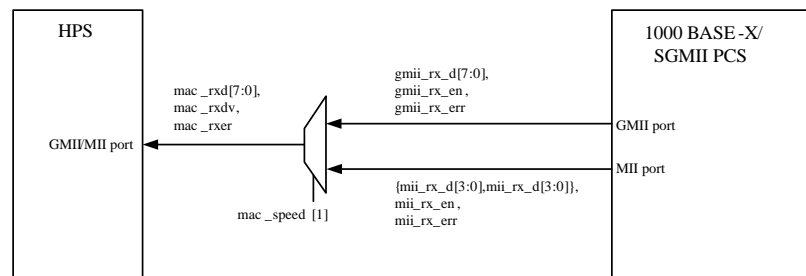 HPS
1000 BASE-X/
SGMII PCS
mac _rxd[7:0],
mac _rxdv,
mac _rxer
gmii_rx_d[7:0],
gmii_rx_en ,
gmii_rx_err
GMII/MII port
GMII port
MII port
{mii_rx_d[3:0],mii_rx_d[3:0]},
mii_rx_en ,
mii_rx_err
mac _speed [1]